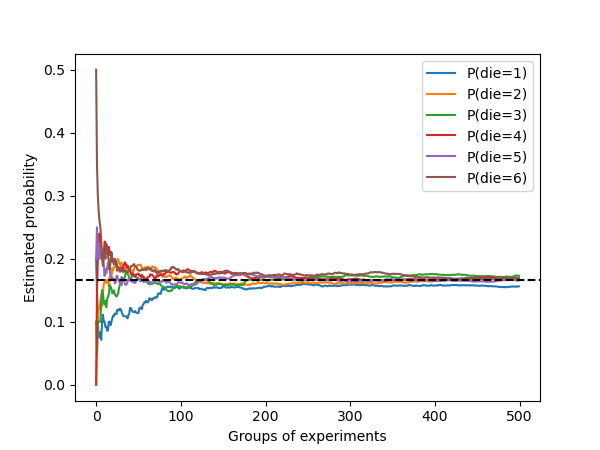 0.5
0.4
0.3
0.2
0.1
0.0
Estimated probability
P(die=1)
P(die=2)
P(die=3)
P(die=4)
P(die=5)
P(die=6)
0 100 200 300 400 500
Groups of experiments